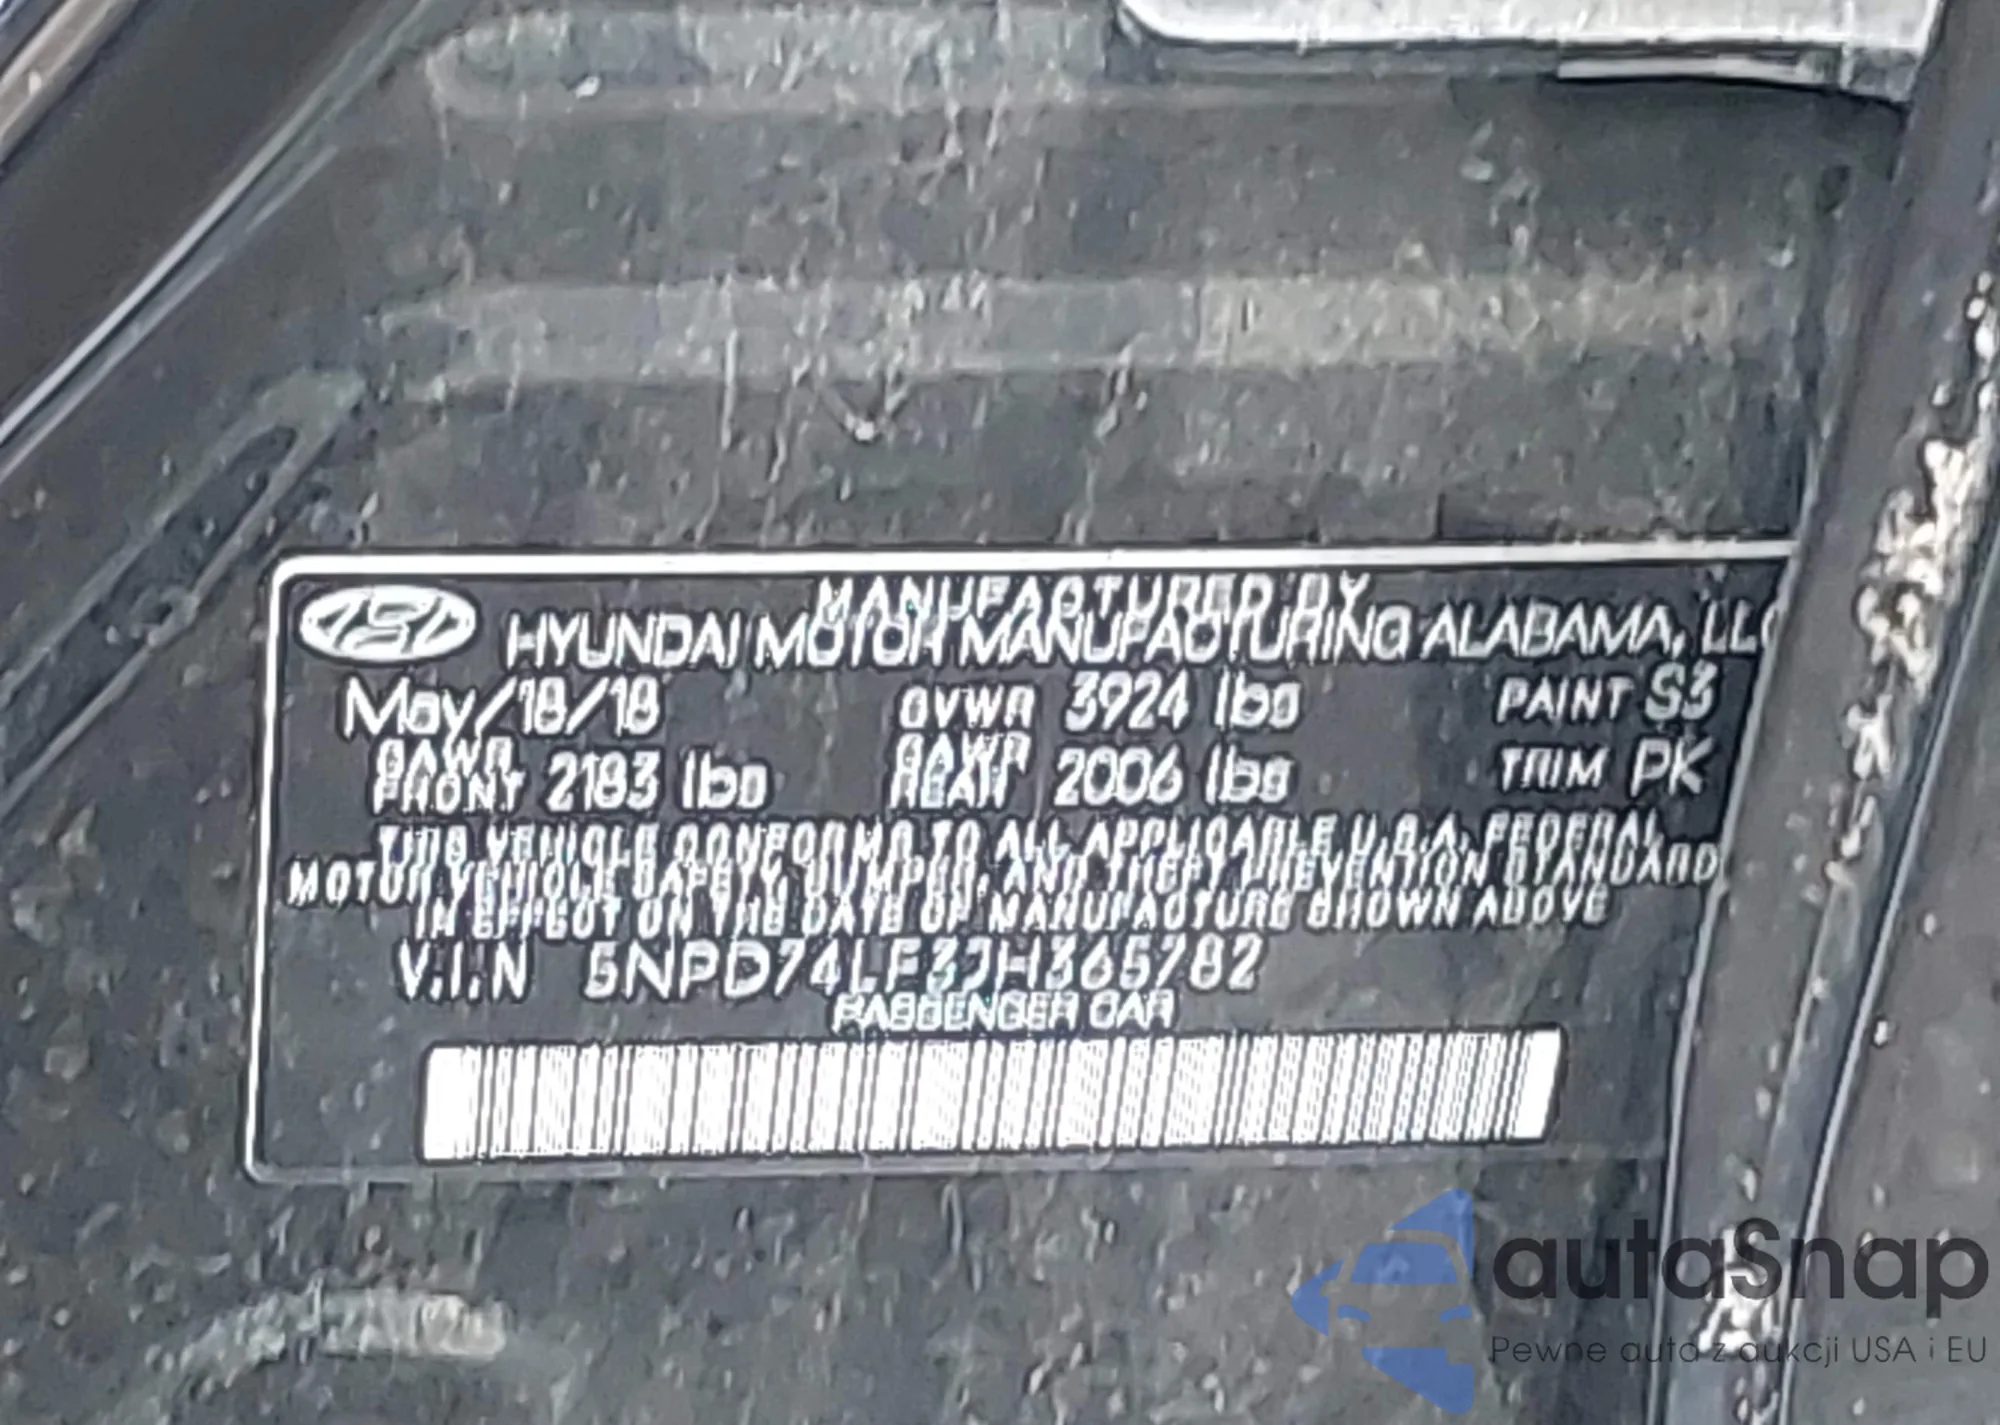 MANUFACTURED BY
HYUNDAI MOTOR MANUFACTURING ALABAMA, LLC
May/18/18 GVWR 3924 lbs PAINT S3
GAWR FRONT 2183 lbs GAWR REAR 2006 lbs TRIM PK
THIS VEHICLE CONFORMS TO ALL APPLICABLE U.S.A. FEDERAL
MOTOR VEHICLE SAFETY, BUMPER, AND THEFT PREVENTION STANDARD
IN EFFECT ON THE DATE OF MANUFACTURE SHOWN ABOVE
V.I.N 5NPD74LF3JH365782
PASSENGER CAR
autaSnap
Pewne auta z aukcji USA i EU